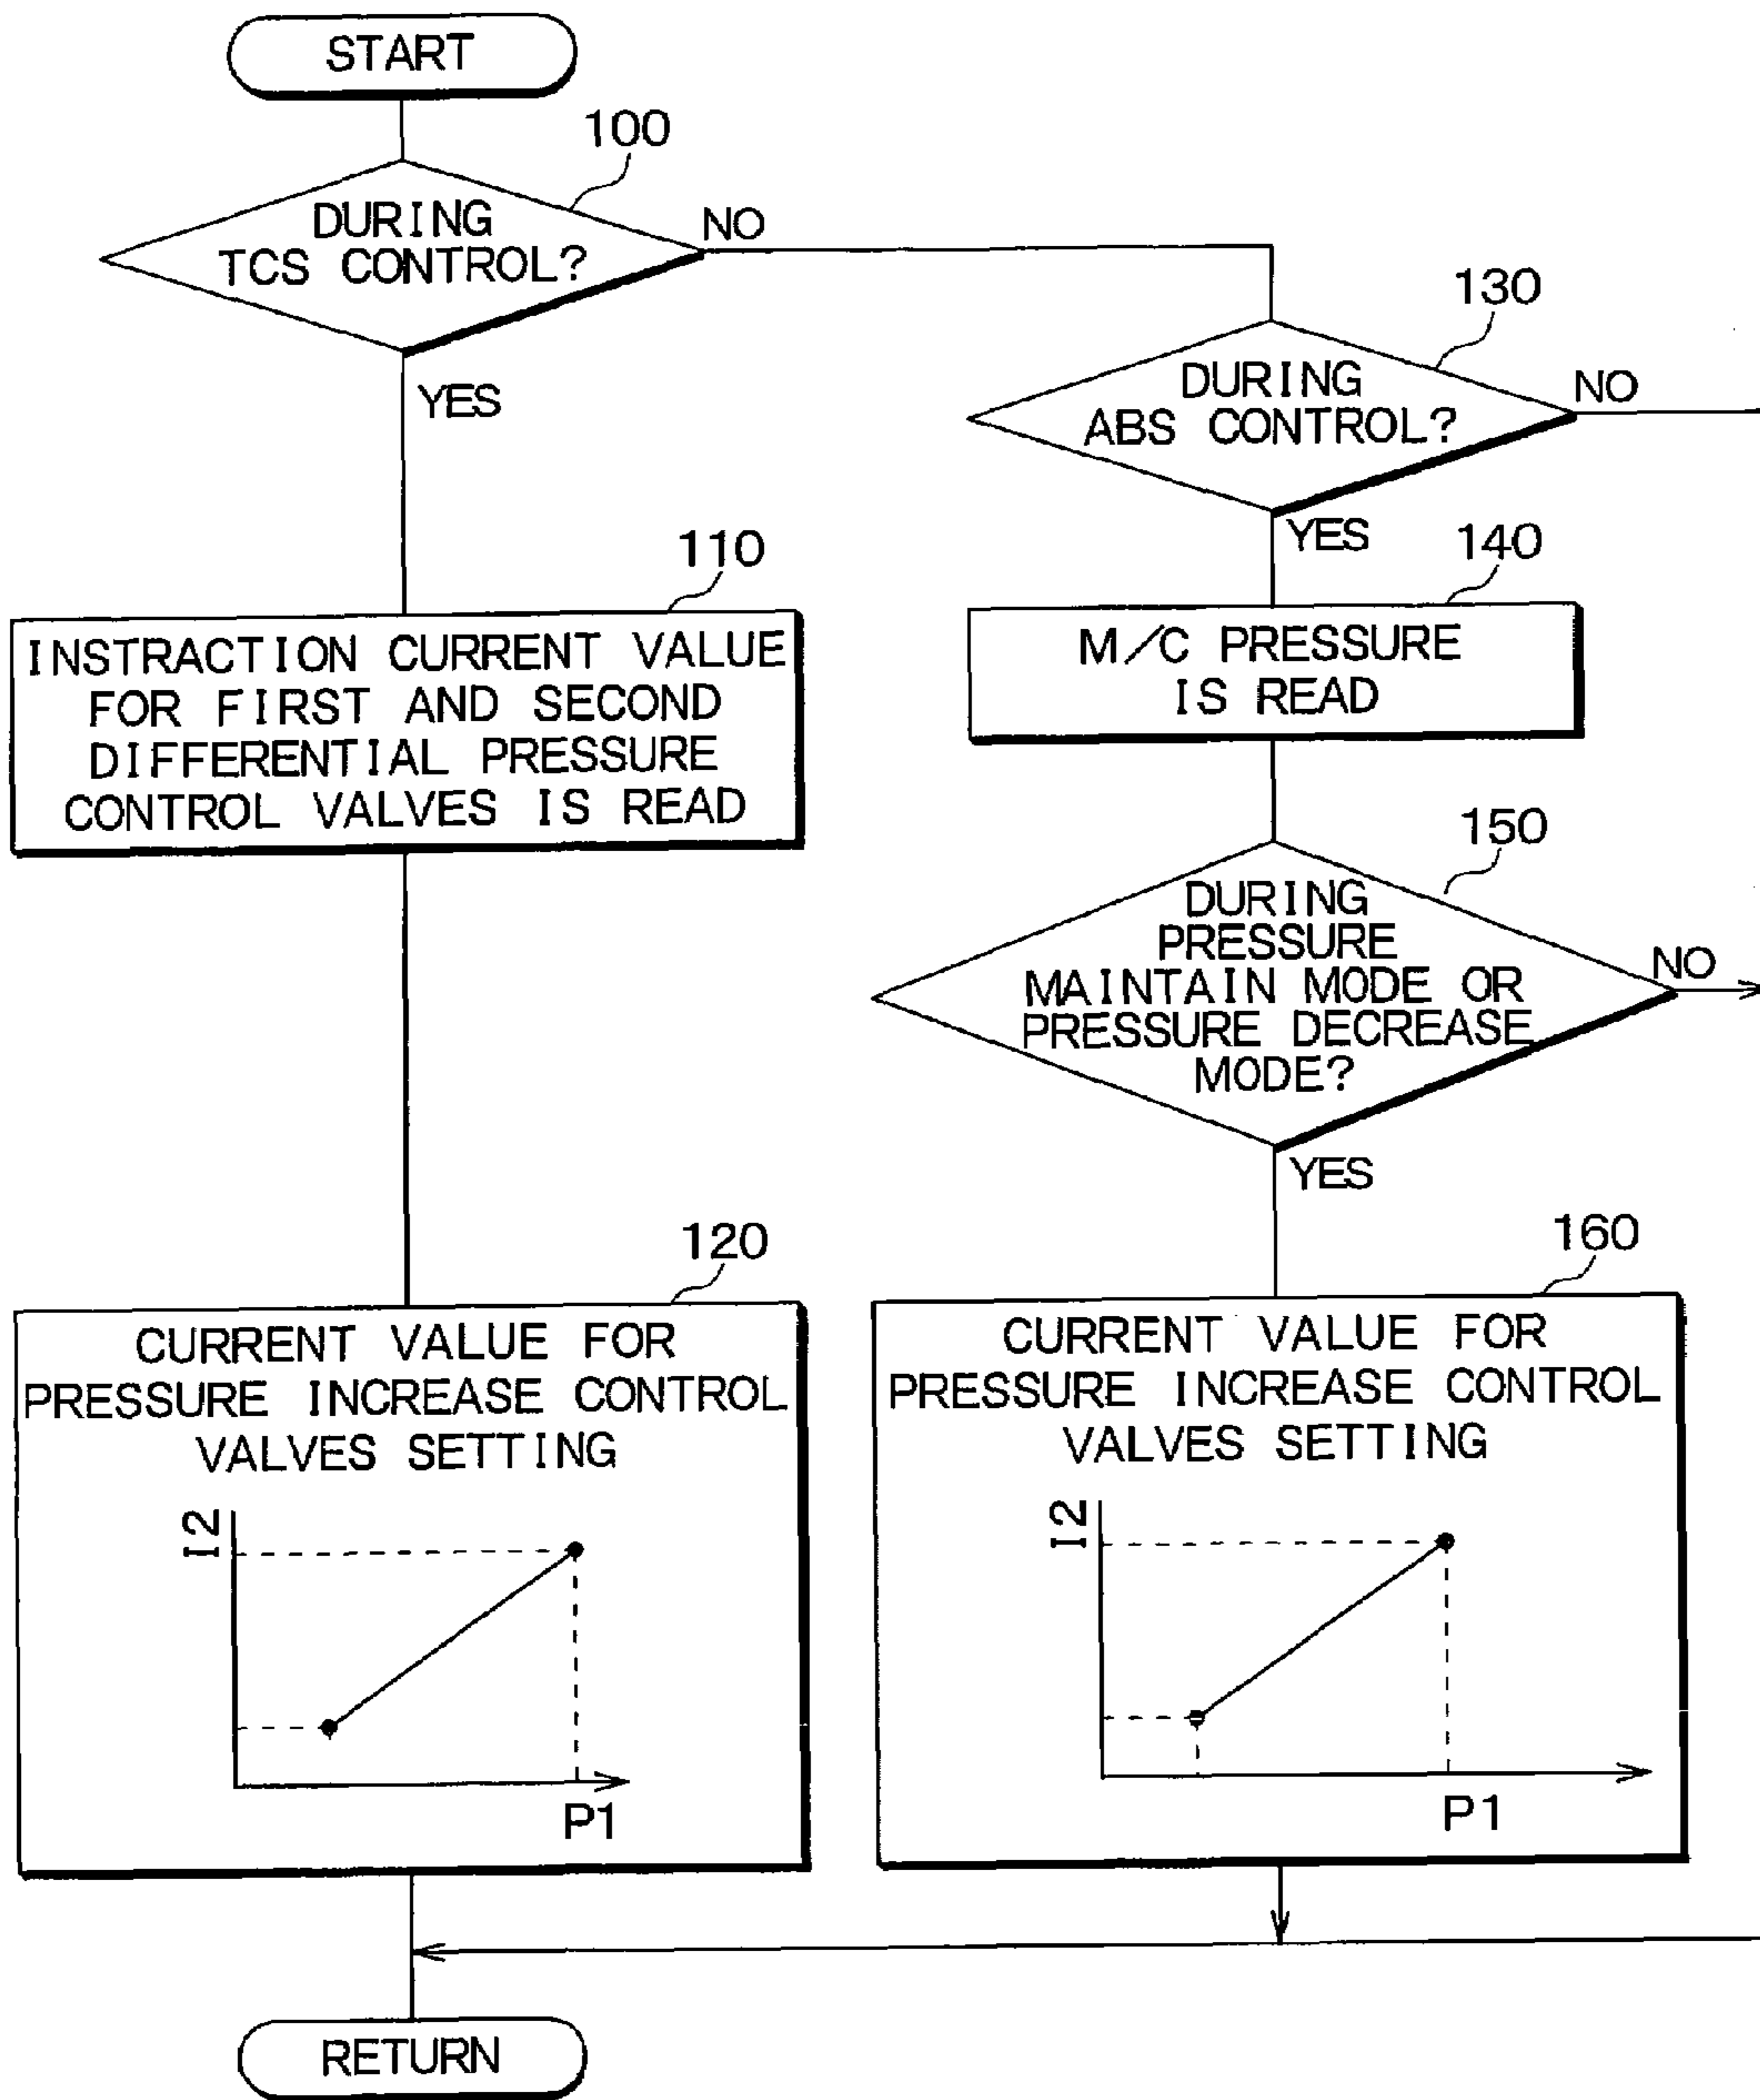 START
100
DURING
TCS CONTROL?
NO
YES
110
INSTRACTION CURRENT VALUE
FOR FIRST AND SECOND
DIFFERENTIAL PRESSURE
CONTROL VALVES IS READ
120
CURRENT VALUE FOR
PRESSURE INCREASE CONTROL
VALVES SETTING
I2
P1
130
DURING
ABS CONTROL?
NO
YES
140
M/C PRESSURE
IS READ
150
DURING
PRESSURE
MAINTAIN MODE OR
PRESSURE DECREASE
MODE?
NO
YES
160
CURRENT VALUE FOR
PRESSURE INCREASE CONTROL
VALVES SETTING
I2
P1
RETURN